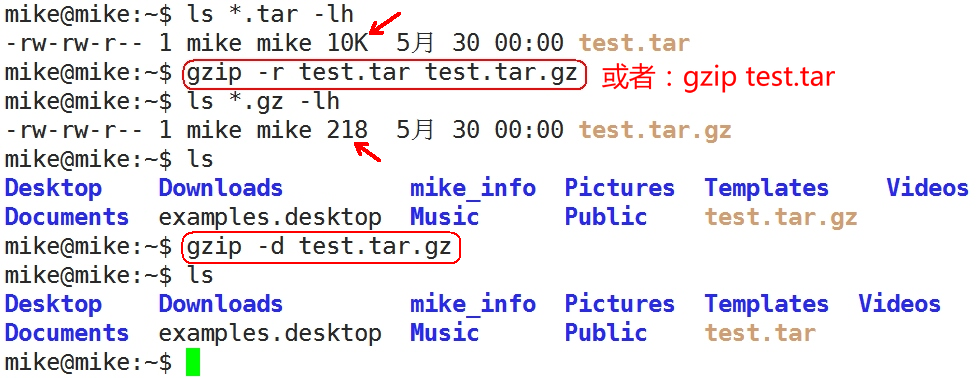 mike@mike:~$ ls *.tar -lh
-rw-rw-r-- 1 mike mike 10K  5月 30 00:00 test.tar
mike@mike:~$ gzip -r test.tar test.tar.gz 或者：gzip test.tar
mike@mike:~$ ls *.gz -lh
-rw-rw-r-- 1 mike mike 218  5月 30 00:00 test.tar.gz
mike@mike:~$ ls
Desktop    Downloads         mike_info  Pictures  Templates    Videos
Documents  examples.desktop  Music      Public    test.tar.gz
mike@mike:~$ gzip -d test.tar.gz
mike@mike:~$ ls
Desktop    Downloads         mike_info  Pictures  Templates  Videos
Documents  examples.desktop  Music      Public    test.tar
mike@mike:~$